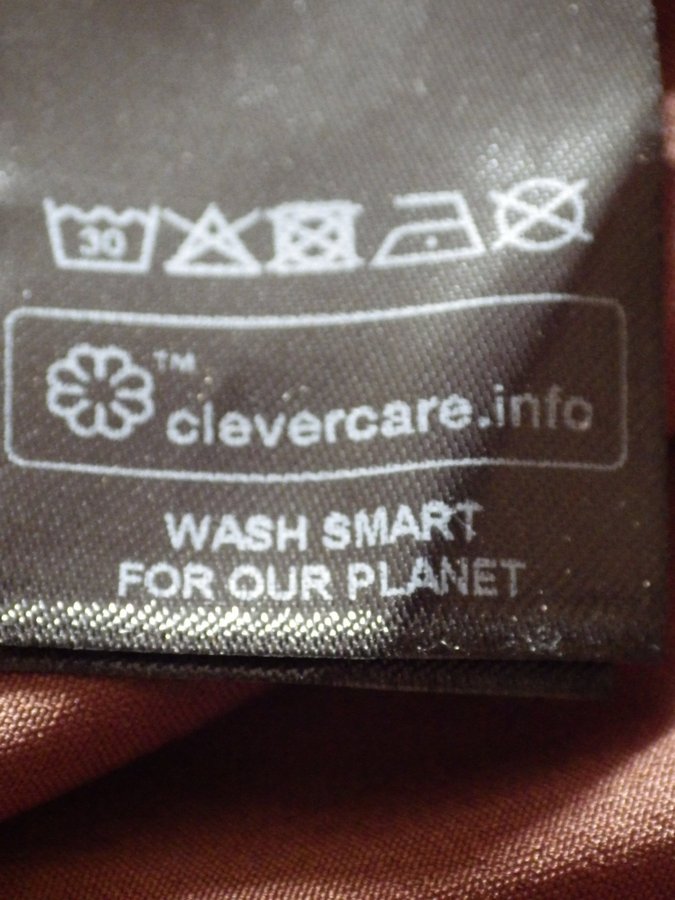 30
™
clevercare.info
WASH SMART
FOR OUR PLANET